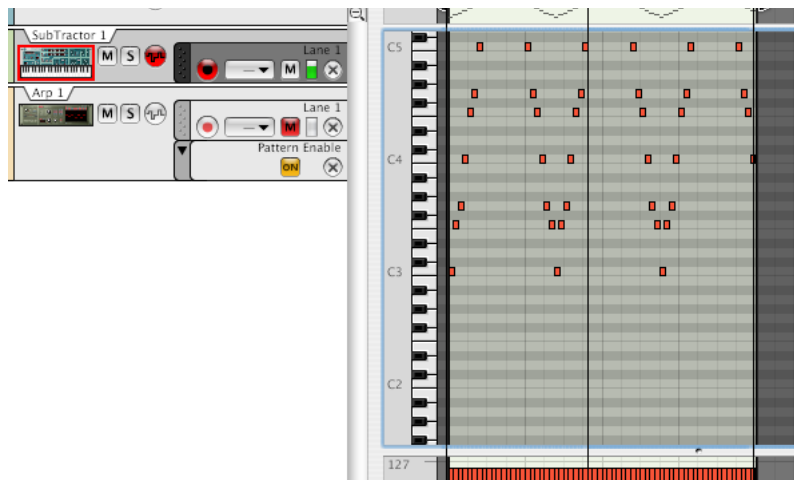 SubTractor 1
M S
Lane 1
— M
Arp 1
M S
Lane 1
— M
Pattern Enable
ON
C5
C4
C3
C2
127